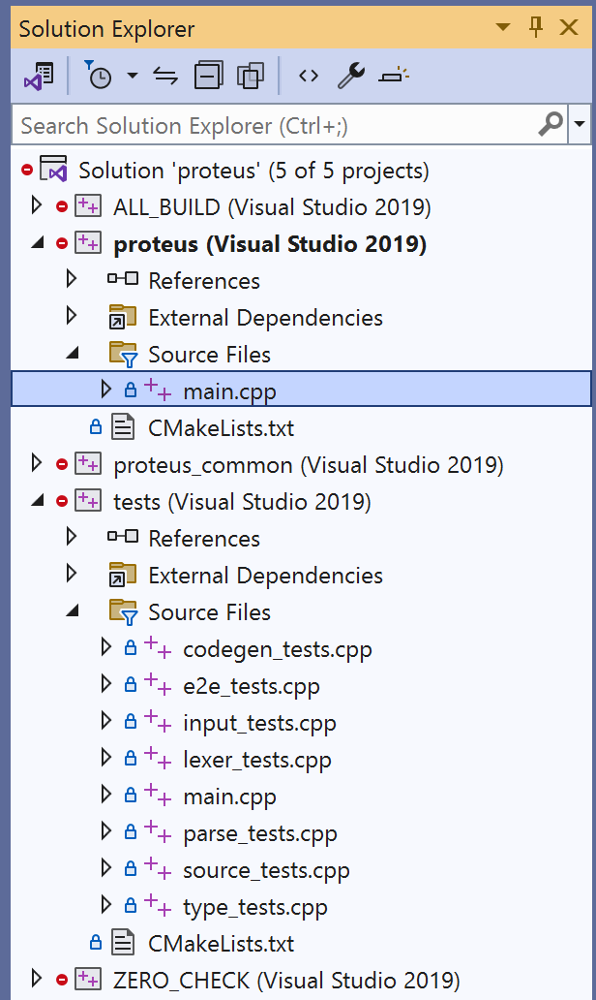 Solution Explorer
Search Solution Explorer (Ctrl+;)
Solution 'proteus' (5 of 5 projects)
ALL_BUILD (Visual Studio 2019)
proteus (Visual Studio 2019)
References
External Dependencies
Source Files
main.cpp
CMakeLists.txt
proteus_common (Visual Studio 2019)
tests (Visual Studio 2019)
References
External Dependencies
Source Files
codegen_tests.cpp
e2e_tests.cpp
input_tests.cpp
lexer_tests.cpp
main.cpp
parse_tests.cpp
source_tests.cpp
type_tests.cpp
CMakeLists.txt
ZERO_CHECK (Visual Studio 2019)